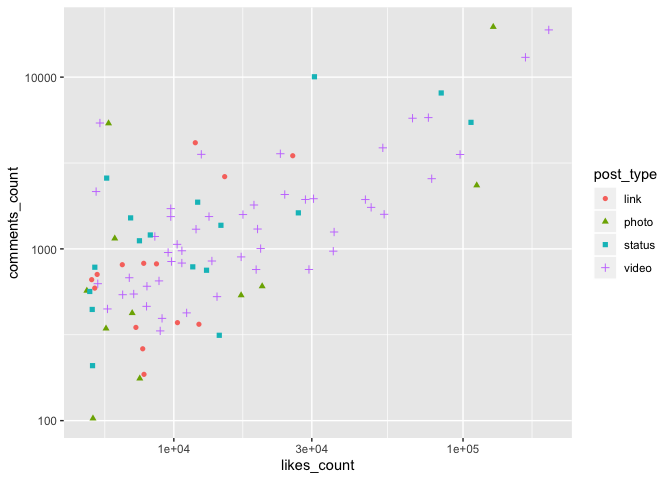 10000
1000
100
comments_count
1e+04
3e+04
1e+05
likes_count
post_type
link
photo
status
video